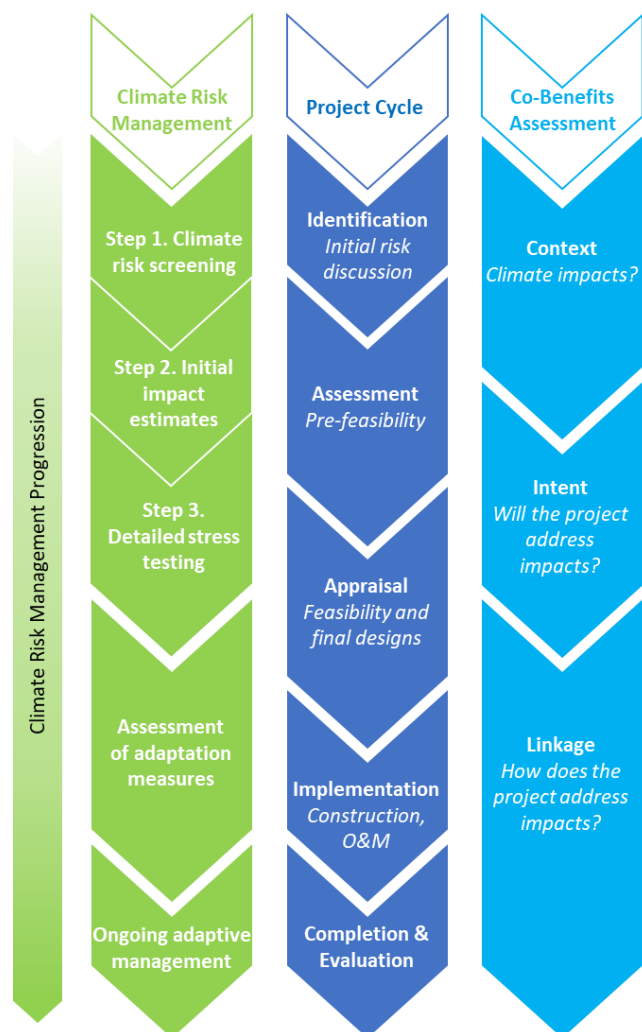 Climate Risk
Management
Project Cycle
Co-Benefits
Assessment
Climate Risk Management Progression
Step 1. Climate
risk screening
Step 2. Initial
impact
estimates
Step 3.
Detailed stress
testing
Assessment
of adaptation
measures
Ongoing adaptive
management
Identification
Initial risk
discussion
Assessment
Pre-feasibility
Appraisal
Feasibility and
final designs
Implementation
Construction,
O&M
Completion &
Evaluation
Context
Climate impacts?
Intent
Will the project
address
impacts?
Linkage
How does the
project address
impacts?